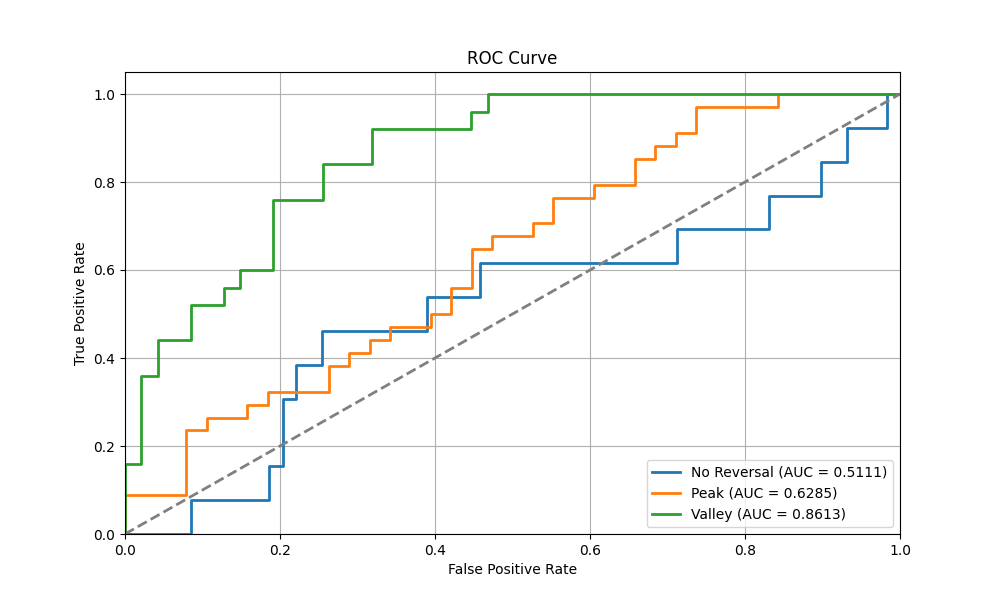 ROC Curve
True Positive Rate
1.0
0.8
0.6
0.4
0.2
0.0
0.0 0.2 0.4 0.6 0.8 1.0
False Positive Rate
No Reversal (AUC = 0.5111)
Peak (AUC = 0.6285)
Valley (AUC = 0.8613)